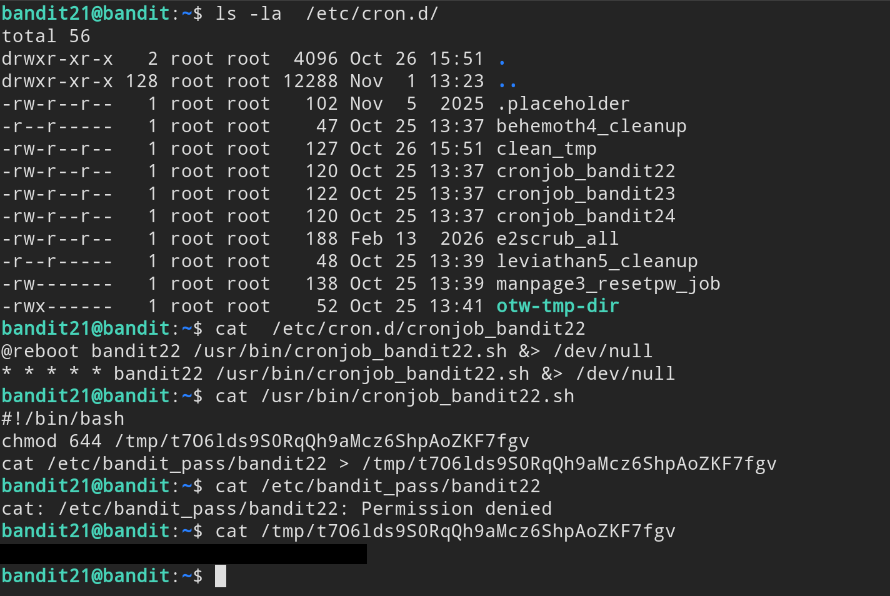 bandit21@bandit:~$ ls -la  /etc/cron.d/
total 56
drwxr-xr-x   2 root root  4096 Oct 26 15:51 .
drwxr-xr-x 128 root root 12288 Nov  1 13:23 ..
-rw-r--r--   1 root root   102 Nov  5  2025 .placeholder
-r--r-----   1 root root    47 Oct 25 13:37 behemoth4_cleanup
-rw-r--r--   1 root root   127 Oct 26 15:51 clean_tmp
-rw-r--r--   1 root root   120 Oct 25 13:37 cronjob_bandit22
-rw-r--r--   1 root root   122 Oct 25 13:37 cronjob_bandit23
-rw-r--r--   1 root root   120 Oct 25 13:37 cronjob_bandit24
-rw-r--r--   1 root root   188 Feb 13  2026 e2scrub_all
-r--r-----   1 root root    48 Oct 25 13:39 leviathan5_cleanup
-rw-------   1 root root   138 Oct 25 13:39 manpage3_resetpw_job
-rwx------   1 root root    52 Oct 25 13:41 otw-tmp-dir
bandit21@bandit:~$ cat  /etc/cron.d/cronjob_bandit22
@reboot bandit22 /usr/bin/cronjob_bandit22.sh &> /dev/null
* * * * * bandit22 /usr/bin/cronjob_bandit22.sh &> /dev/null
bandit21@bandit:~$ cat /usr/bin/cronjob_bandit22.sh
#!/bin/bash
chmod 644 /tmp/t7O6lds9S0RqQh9aMcz6ShpAoZKF7fgv
cat /etc/bandit_pass/bandit22 > /tmp/t7O6lds9S0RqQh9aMcz6ShpAoZKF7fgv
bandit21@bandit:~$ cat /etc/bandit_pass/bandit22
cat: /etc/bandit_pass/bandit22: Permission denied
bandit21@bandit:~$ cat /tmp/t7O6lds9S0RqQh9aMcz6ShpAoZKF7fgv
bandit21@bandit:~$